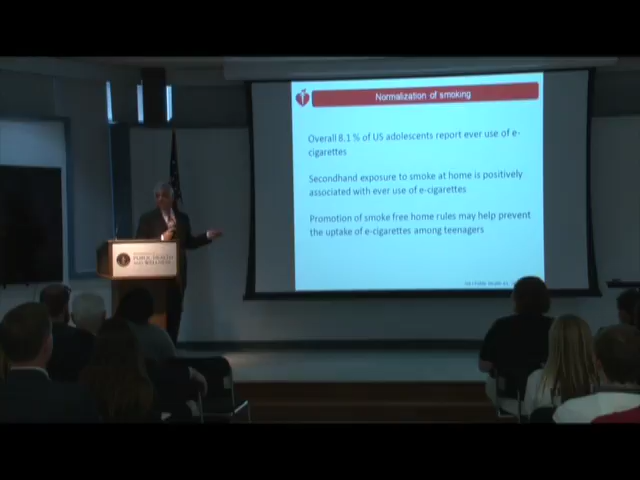 Normalization of smoking
Overall 8.1 % of US adolescents report ever use of e-
cigarettes
Secondhand exposure to smoke at home is positively
associated with ever use of e-cigarettes
Promotion of smoke free home rules may help prevent
the uptake of e-cigarettes among teenagers
PUBLIC HEALTH
AND WELLNESS